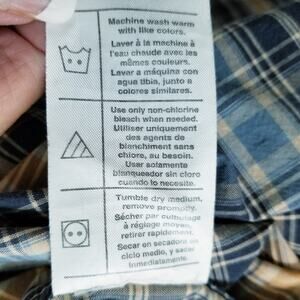 Machine wash warm
with like colors.
Laver à la machine à
l'eau chaude avec les
mêmes couleurs.
Lavar a máquina con
agua tibia, junto a
colores similares.
Use only non-chlorine
bleach when needed.
Utiliser uniquement
des agents de
blanchiment sans
chlore, au besoin.
Usar solamente
blanqueador sin cloro
cuando lo necesite.
Tumble dry medium,
remove promptly.
Sécher par culbutage
à réglage moyen,
retirer rapidement.
Secar en secadora en
ciclo medio, y sacar
inmediatamente.